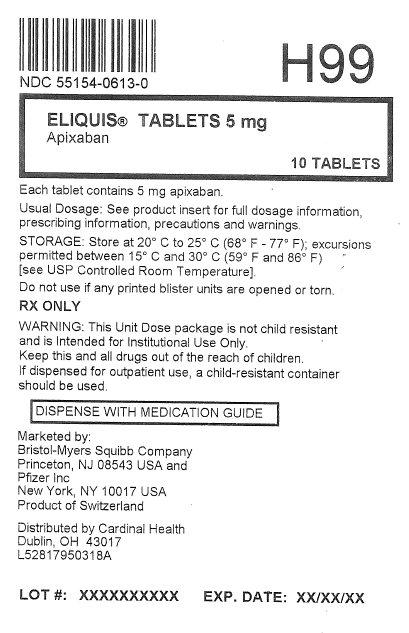 H99
NDC 55154-0613-0
ELIQUIS® TABLETS 5 mg
Apixaban
10 TABLETS
Each tablet contains 5 mg apixaban.
Usual Dosage: See product insert for full dosage information,
prescribing information, precautions and warnings.
STORAGE: Store at 20° C to 25° C (68° F - 77° F); excursions
permitted between 15° C and 30° C (59° F and 86° F)
[see USP Controlled Room Temperature].
Do not use if any printed blister units are opened or torn.
RX ONLY
WARNING: This Unit Dose package is not child resistant
and is Intended for Institutional Use Only.
Keep this and all drugs out of the reach of children.
If dispensed for outpatient use, a child-resistant container
should be used.
DISPENSE WITH MEDICATION GUIDE
Marketed by:
Bristol-Myers Squibb Company
Princeton, NJ 08543 USA and
Pfizer Inc
New York, NY 10017 USA
Product of Switzerland
Distributed by Cardinal Health
Dublin, OH 43017
L52817950318A
LOT #: XXXXXXXXXX EXP. DATE: XX/XX/XX